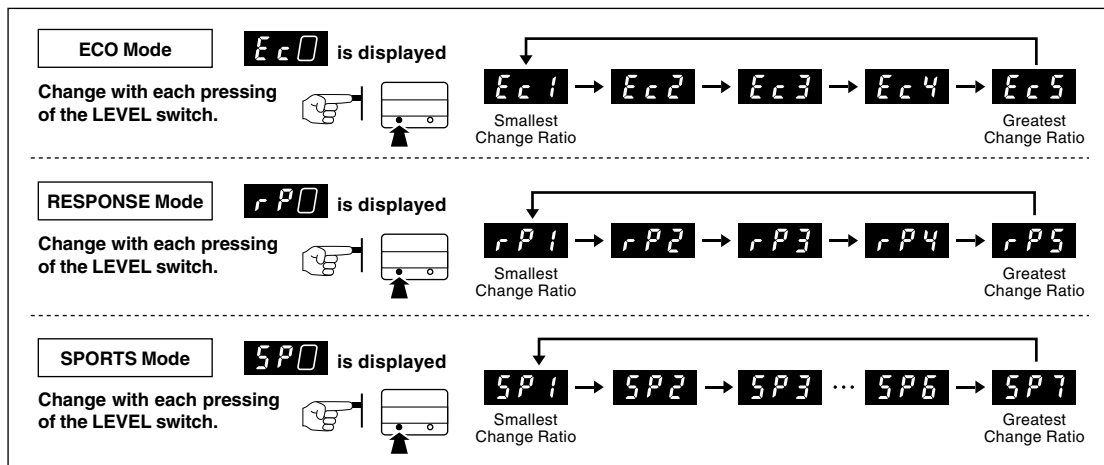 ECO Mode Ec▯ is displayed
Change with each pressing
of the LEVEL switch.
Ec1 → Ec2 → Ec3 → Ec4 → Ec5
Smallest Greatest
Change Ratio Change Ratio
RESPONSE Mode rP▯ is displayed
Change with each pressing
of the LEVEL switch.
rP1 → rP2 → rP3 → rP4 → rP5
Smallest Greatest
Change Ratio Change Ratio
SPORTS Mode SP▯ is displayed
Change with each pressing
of the LEVEL switch.
SP1 → SP2 → SP3 … SP6 → SP7
Smallest Greatest
Change Ratio Change Ratio